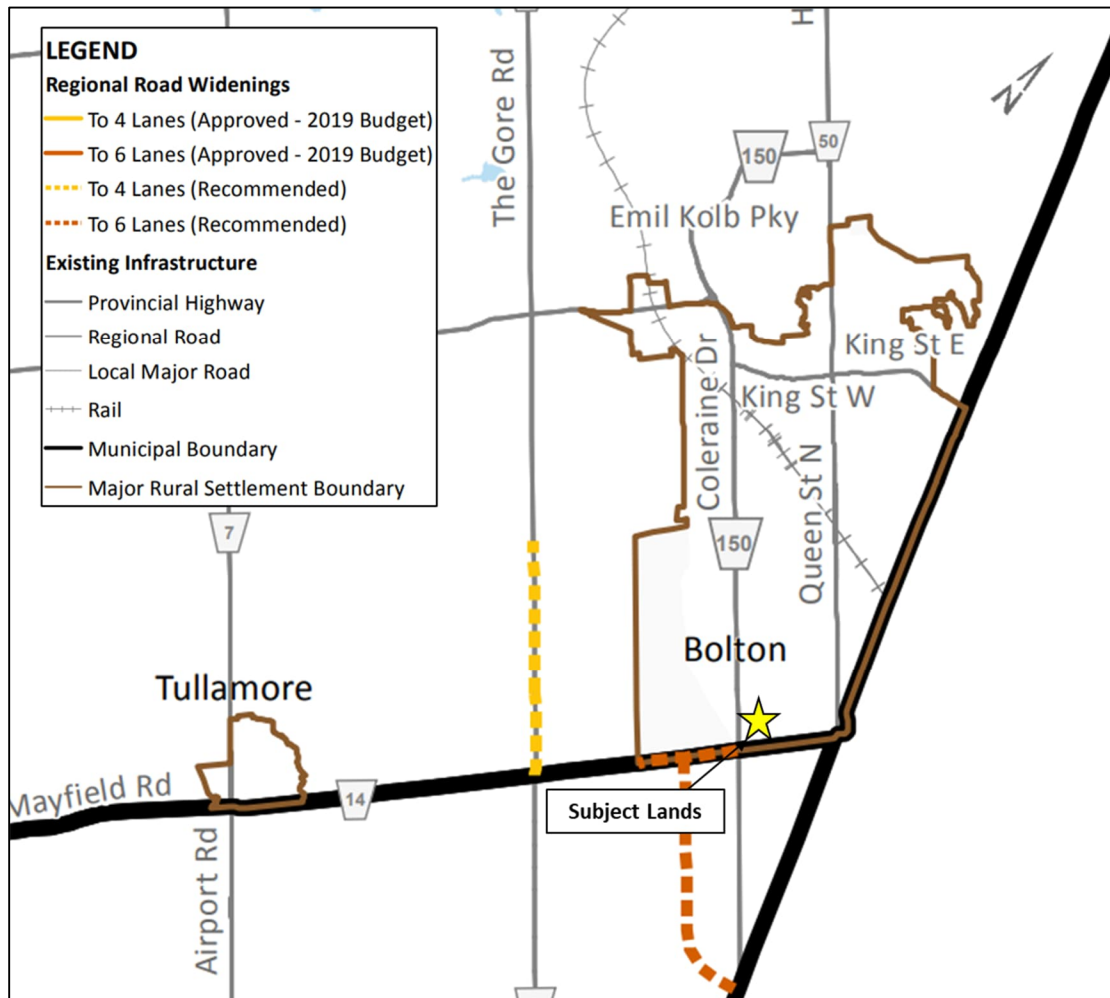 LEGEND
Regional Road Widenings
To 4 Lanes (Approved - 2019 Budget)
To 6 Lanes (Approved - 2019 Budget)
To 4 Lanes (Recommended)
To 6 Lanes (Recommended)
Existing Infrastructure
Provincial Highway
Regional Road
Local Major Road
Rail
Municipal Boundary
Major Rural Settlement Boundary
The Gore Rd
H
N
50
150
Emil Kolb Pky
King St E
King St W
Coleraine Dr
Queen St N
7
150
Bolton
Tullamore
Mayfield Rd
14
Subject Lands
Airport Rd